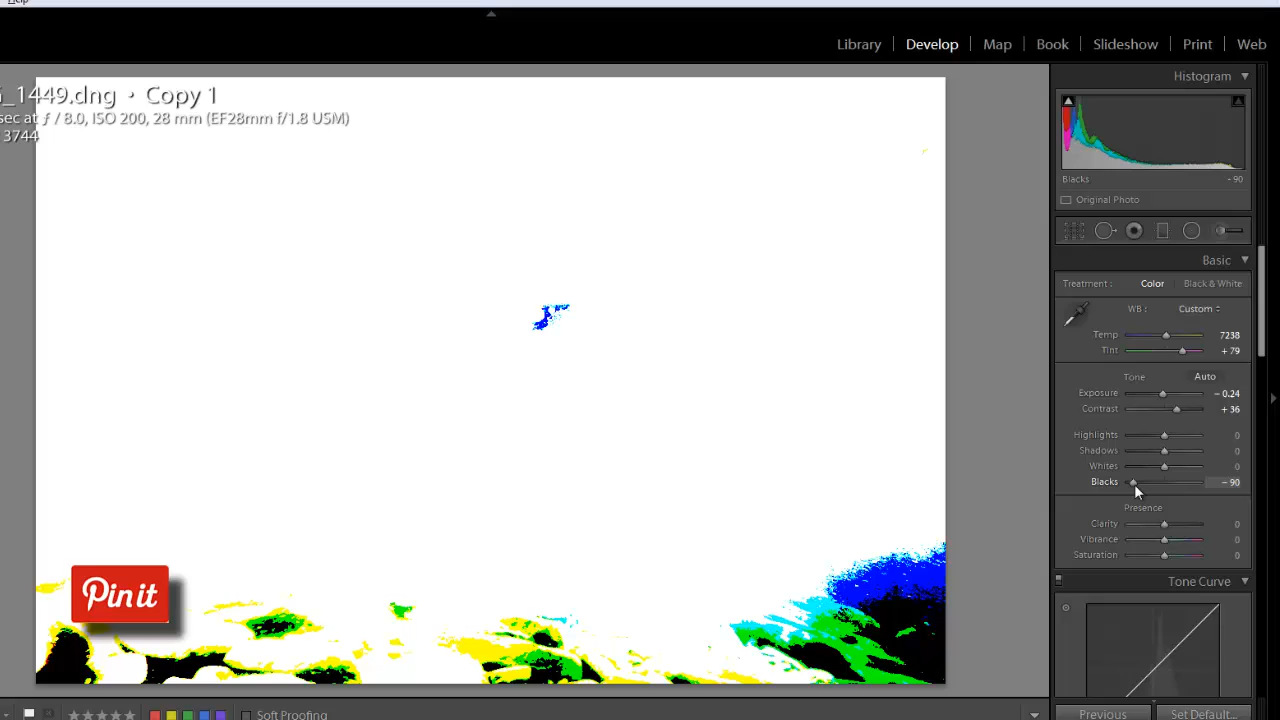 Help
Library Develop Map Book Slideshow Print Web
Histogram
_1449.dng • Copy 1
sec at ƒ / 8.0, ISO 200, 28 mm (EF28mm f/1.8 USM)
3744
Blacks -90
Original Photo
Basic
Treatment : Color Black & White
WB : Custom
Temp 7238
Tint + 79
Tone Auto
Exposure - 0.24
Contrast + 36
Highlights 0
Shadows 0
Whites 0
Blacks - 90
Presence
Clarity 0
Vibrance 0
Saturation 0
Tone Curve
Pin it
Soft Proofing
Previous Set Default...